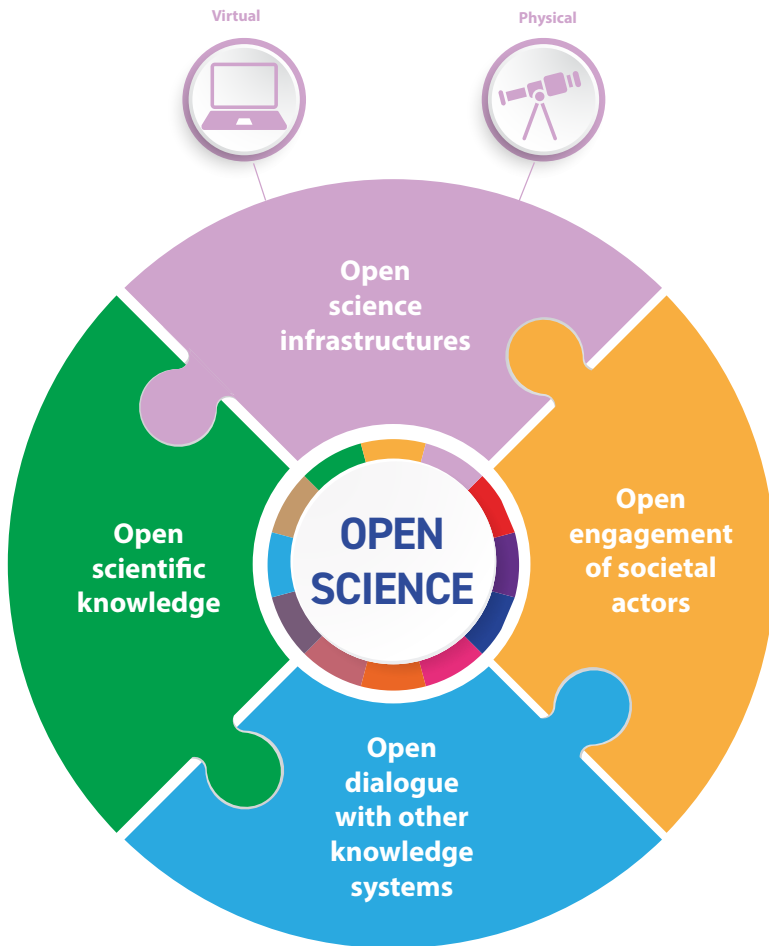 Virtual
Physical
Open
science
infrastructures
Open
scientific
knowledge
OPEN
SCIENCE
Open
engagement
of societal
actors
Open
dialogue
with other
knowledge
systems